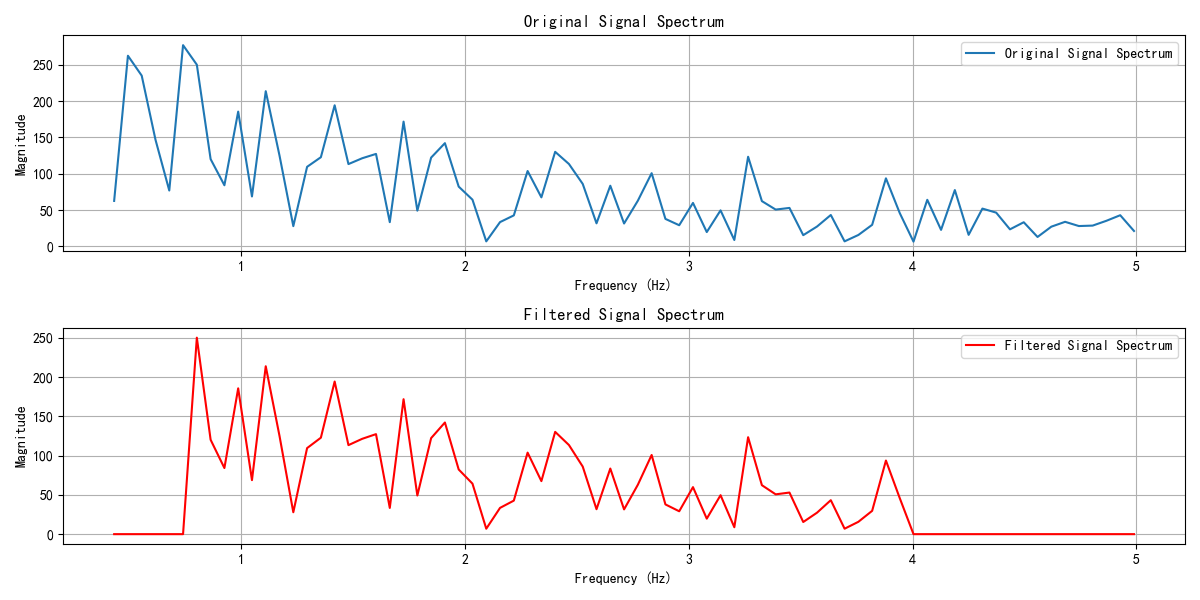 Original Signal Spectrum
Original Signal Spectrum
Magnitude
250
200
150
100
50
0
1 2 3 4 5
Frequency (Hz)
Filtered Signal Spectrum
Filtered Signal Spectrum
Magnitude
250
200
150
100
50
0
1 2 3 4 5
Frequency (Hz)